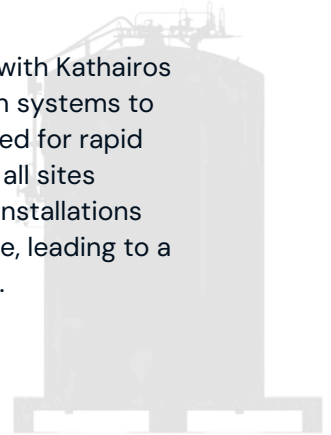 with Kathairos
systems to
ed for rapid
all sites
nstallations
e, leading to a
.